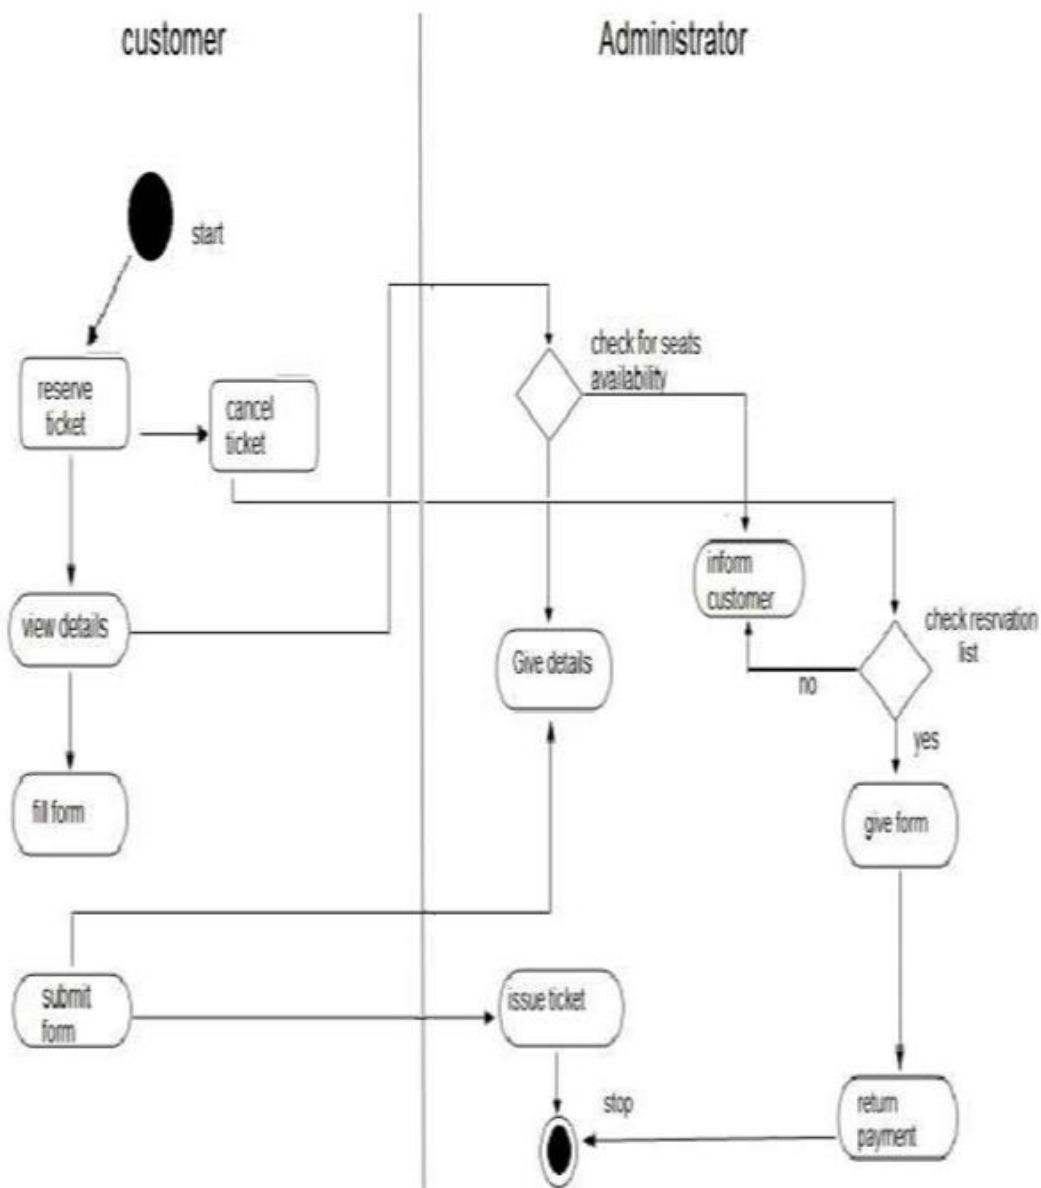 customer
Administrator
start
check for seats
availability
reserve
ticket
cancel
ticket
inform
customer
view details
Give details
check resrvation
list
no
yes
fill form
give form
submit
form
issue ticket
stop
return
payment